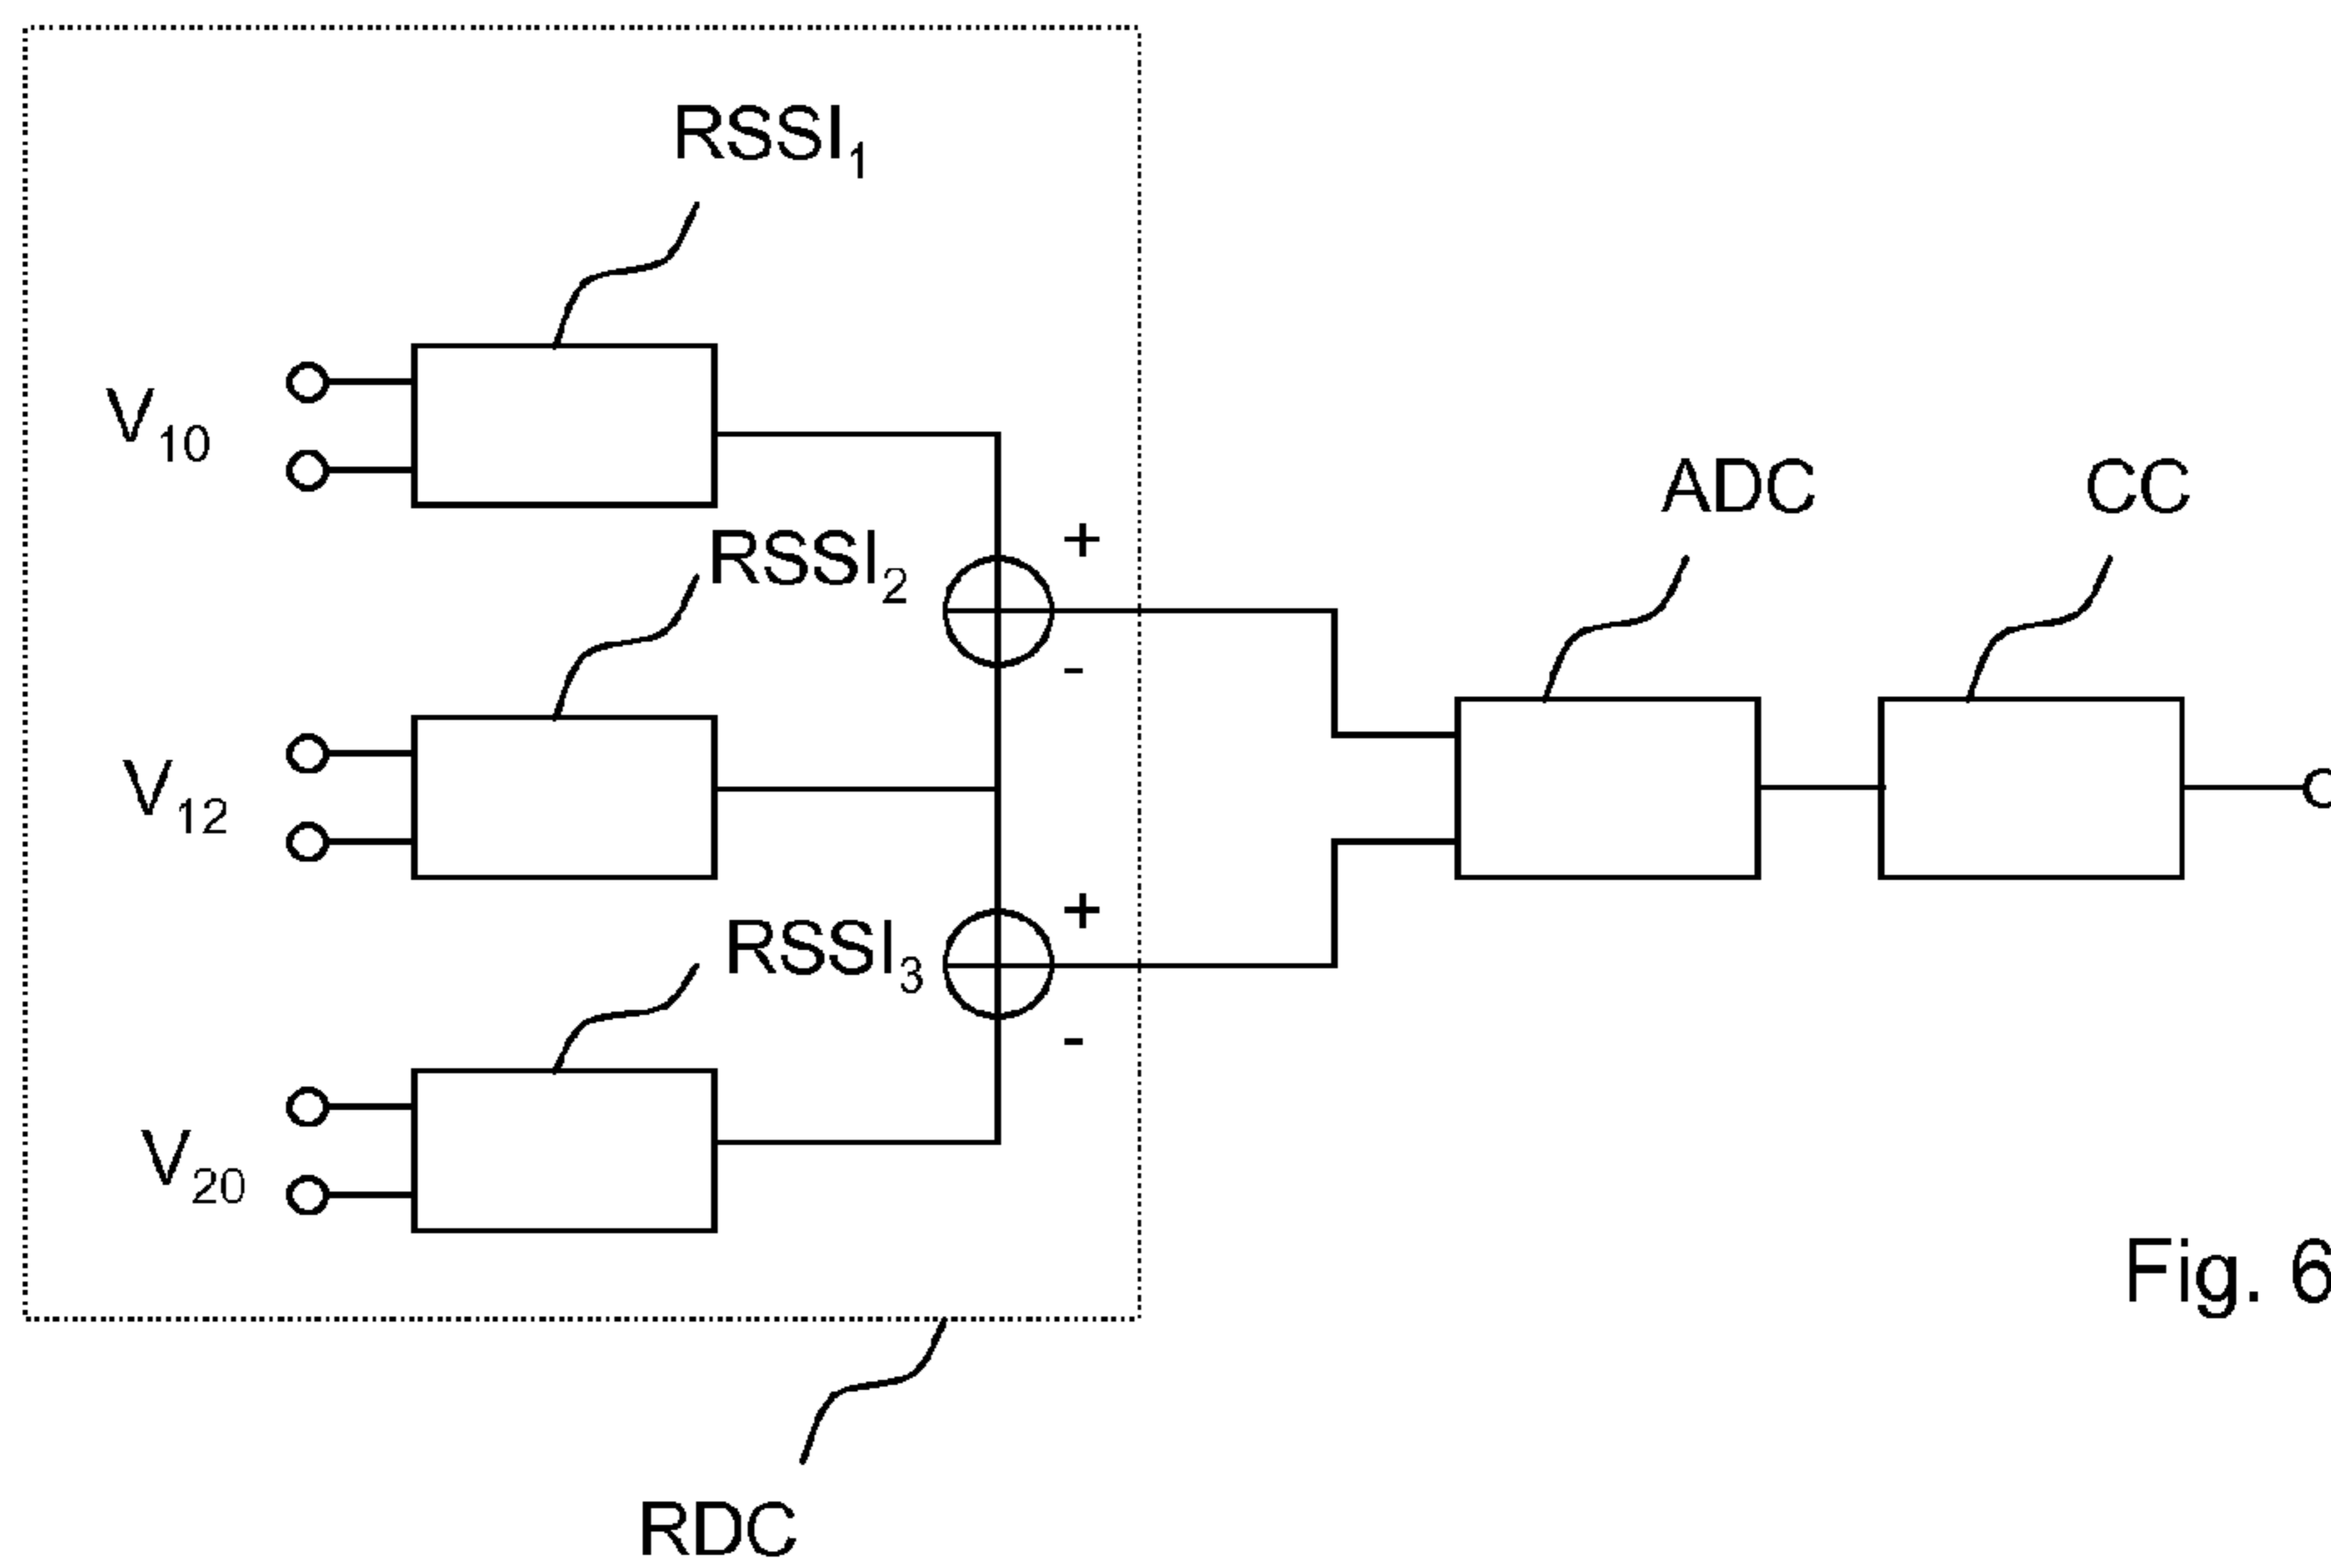 RSSI₁
V₁₀
+
ADC
CC
RSSI₂
-
V₁₂
+
RSSI₃
-
V₂₀
Fig. 6
RDC